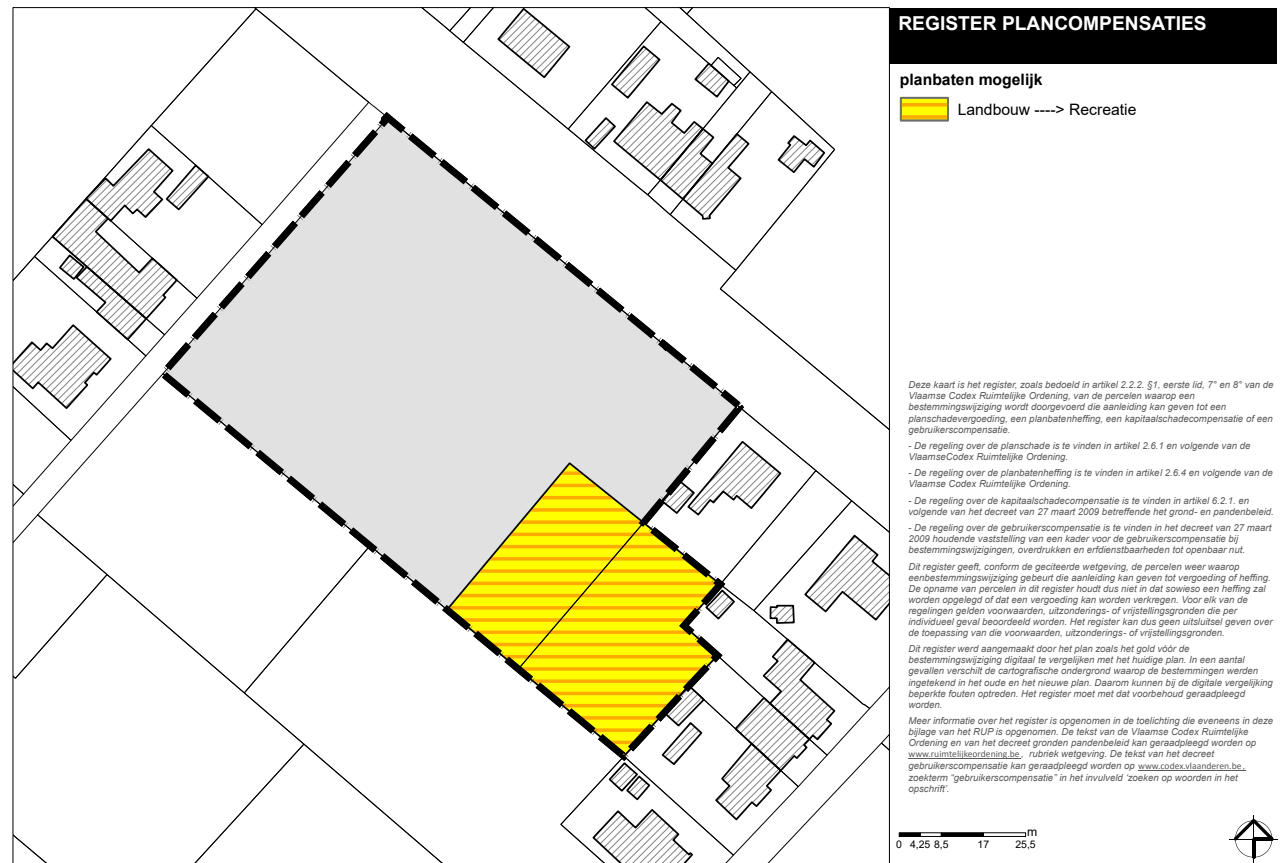 REGISTER PLANCOMPENSATIES
planbaten mogelijk
Landbouw ----> Recreatie
Deze kaart is het register, zoals bedoeld in artikel 2.2.2. §1, eerste lid, 7° en 8° van de
Vlaamse Codex Ruimtelijke Ordening, van de percelen waarop een
bestemmingswijziging wordt doorgevoerd die aanleiding kan geven tot een
planschadevergoeding, een planbatenheffing, een kapitaalschadecompensatie of een
gebruikerscompensatie.
- De regeling over de planschade is te vinden in artikel 2.6.1 en volgende van de
VlaamseCodex Ruimtelijke Ordening.
- De regeling over de planbatenheffing is te vinden in artikel 2.6.4 en volgende van de
Vlaamse Codex Ruimtelijke Ordening.
- De regeling over de kapitaalschadecompensatie is te vinden in artikel 6.2.1. en
volgende van het decreet van 27 maart 2009 betreffende het grond- en pandenbeleid.
- De regeling over de gebruikerscompensatie is te vinden in het decreet van 27 maart
2009 houdende vaststelling van een kader voor de gebruikerscompensatie bij
bestemmingswijzigingen, overdrukken en erfdienstbaarheden tot openbaar nut.
Dit register geeft, conform de geciteerde wetgeving, de percelen weer waarop
eenbestemmingswijziging gebeurt die aanleiding kan geven tot vergoeding of heffing.
De opname van percelen in dit register houdt dus niet in dat sowieso een heffing zal
worden opgelegd of dat een vergoeding kan worden verkregen. Voor elk van de
regelingen gelden voorwaarden, uitzonderings- of vrijstellingsgronden die per
individueel geval beoordeeld worden. Het register kan dus geen uitsluitsel geven over
de toepassing van die voorwaarden, uitzonderings- of vrijstellingsgronden.
Dit register werd aangemaakt door het plan zoals het gold vóór de
bestemmingswijziging digitaal te vergelijken met het huidige plan. In een aantal
gevallen verschilt de cartografische ondergrond waarop de bestemmingen werden
ingetekend in het oude en het nieuwe plan. Daarom kunnen bij de digitale vergelijking
beperkte fouten optreden. Het register moet met dat voorbehoud geraadpleegd
worden.
Meer informatie over het register is opgenomen in de toelichting die eveneens in deze
bijlage van het RUP is opgenomen. De tekst van de Vlaamse Codex Ruimtelijke
Ordening en van het decreet gronden pandenbeleid kan geraadpleegd worden op
www.ruimtelijkeordening.be, rubriek wetgeving. De tekst van het decreet
gebruikerscompensatie kan geraadpleegd worden op www.codex.vlaanderen.be,
zoekterm "gebruikerscompensatie" in het invulveld 'zoeken op woorden in het
opschrift'.
m
0 4,25 8,5 17 25,5